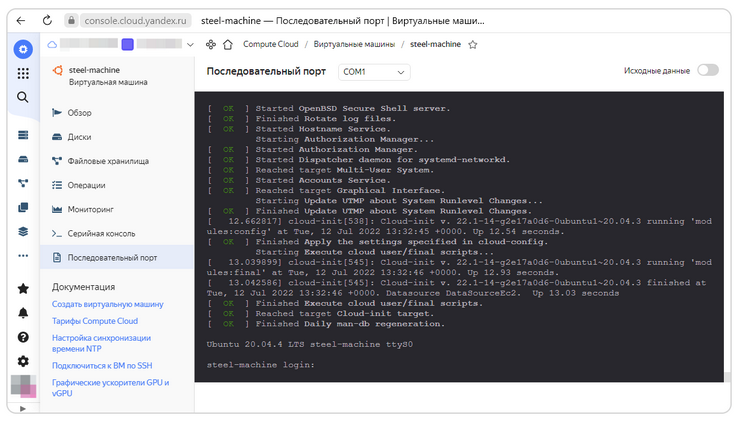 console.cloud.yandex.ru steel-machine — Последовательный порт | Виртуальные маши...
Compute Cloud / Виртуальные машины / steel-machine
steel-machine
Виртуальная машина
Обзор
Диски
Файловые хранилища
Операции
Мониторинг
Серийная консоль
Последовательный порт
Документация
Создать виртуальную машину
Тарифы Compute Cloud
Настройка синхронизации
времени NTP
Подключиться к ВМ по SSH
Графические ускорители GPU и
vGPU
Последовательный порт COM1 Исходные данные
[  OK  ] Started OpenBSD Secure Shell server.
[  OK  ] Finished Rotate log files.
[  OK  ] Started Hostname Service.
Starting Authorization Manager...
[  OK  ] Started Authorization Manager.
[  OK  ] Started Dispatcher daemon for systemd-networkd.
[  OK  ] Reached target Multi-User System.
[  OK  ] Started Accounts Service.
[  OK  ] Reached target Graphical Interface.
Starting Update UTMP about System Runlevel Changes...
[  OK  ] Finished Update UTMP about System Runlevel Changes.
[   12.662817] cloud-init[538]: Cloud-init v. 22.1-14-g2e17a0d6-0ubuntu1~20.04.3 running 'mod
ules:config' at Tue, 12 Jul 2022 13:32:45 +0000. Up 12.54 seconds.
[  OK  ] Finished Apply the settings specified in cloud-config.
Starting Execute cloud user/final scripts...
[   13.039899] cloud-init[545]: Cloud-init v. 22.1-14-g2e17a0d6-0ubuntu1~20.04.3 running 'mod
ules:final' at Tue, 12 Jul 2022 13:32:46 +0000. Up 12.93 seconds.
[   13.042586] cloud-init[545]: Cloud-init v. 22.1-14-g2e17a0d6-0ubuntu1~20.04.3 finished at
Tue, 12 Jul 2022 13:32:46 +0000. Datasource DataSourceEc2.  Up 13.03 seconds
[  OK  ] Finished Execute cloud user/final scripts.
[  OK  ] Reached target Cloud-init target.
[  OK  ] Finished Daily man-db regeneration.
Ubuntu 20.04.4 LTS steel-machine ttyS0
steel-machine login: